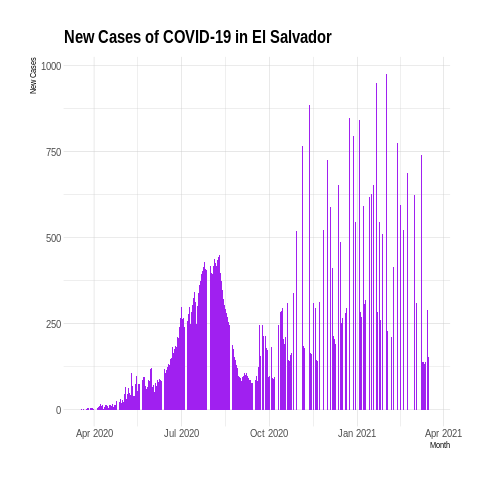 New Cases of COVID-19 in El Salvador
New Cases
1000
750
500
250
0
Apr 2020
Jul 2020
Oct 2020
Jan 2021
Apr 2021
Month